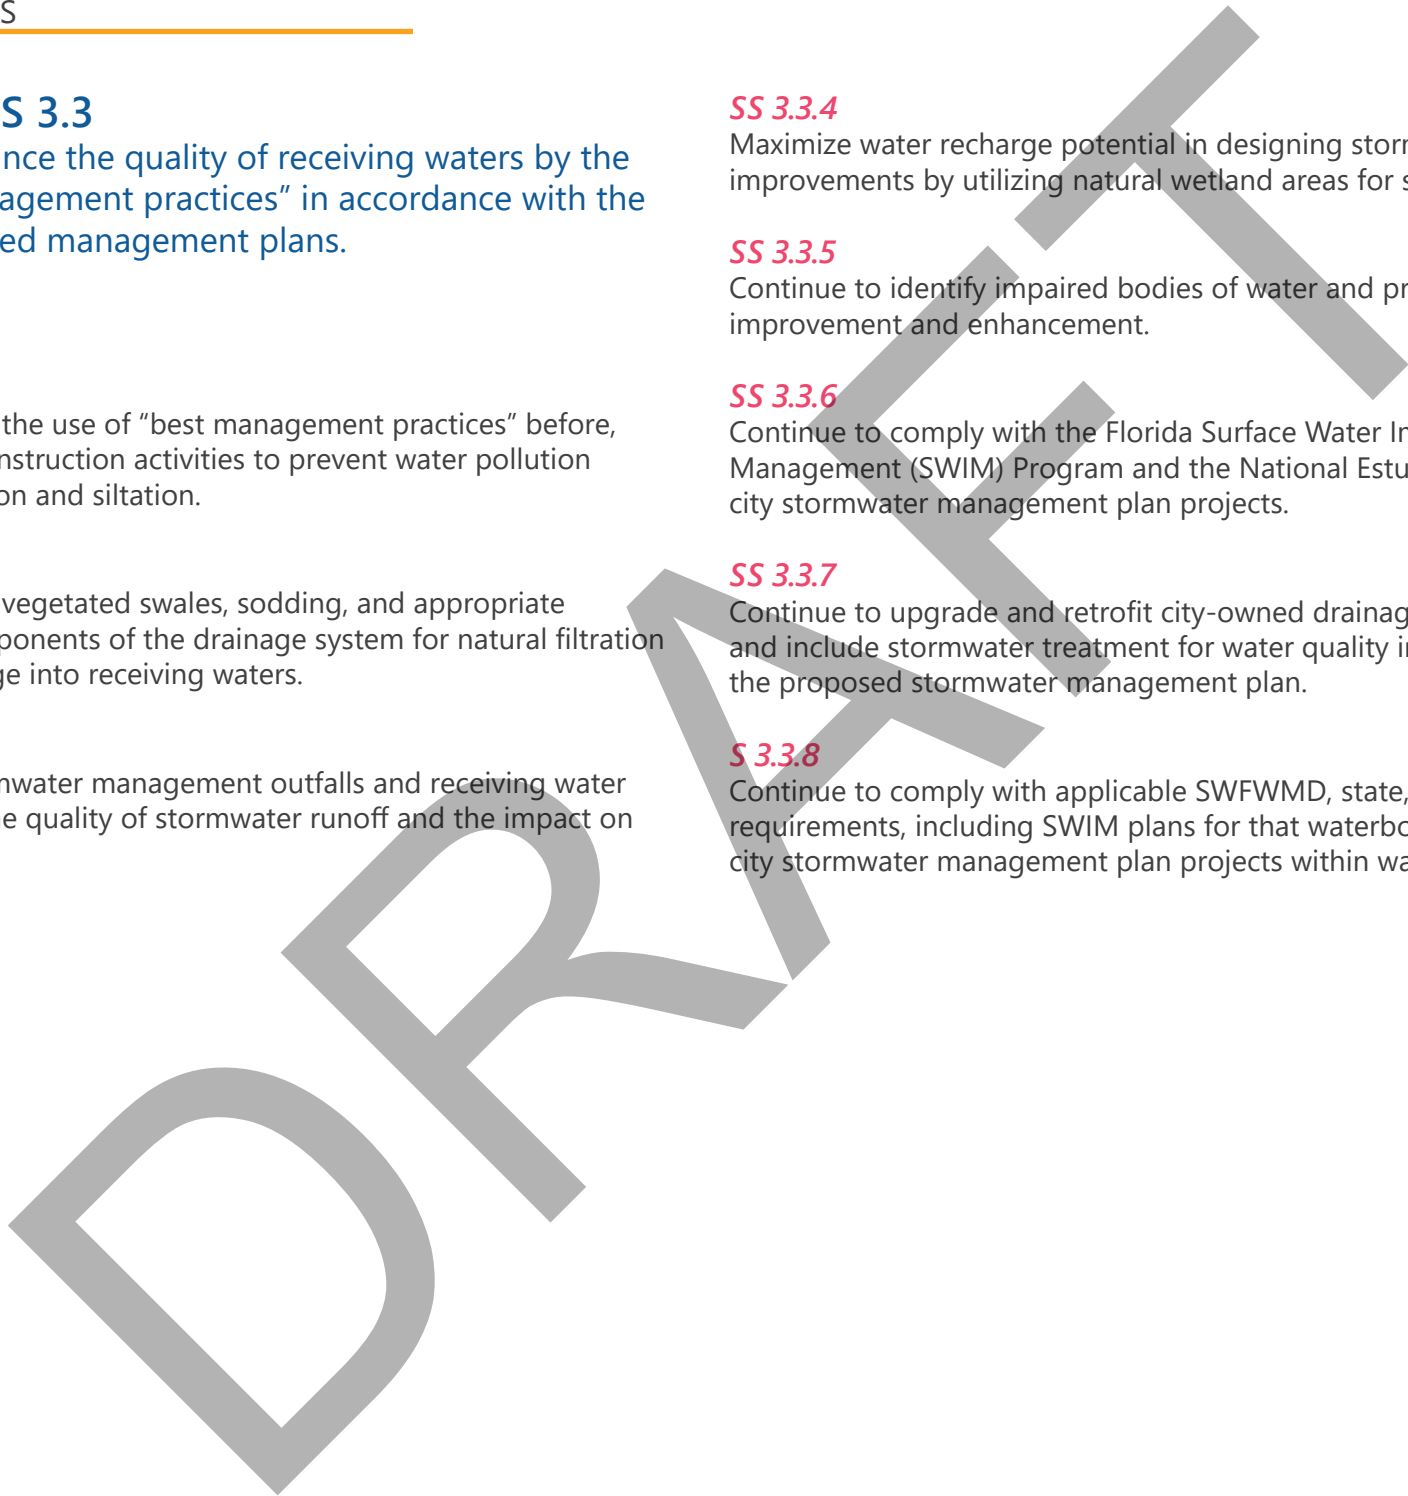 S
S 3.3
nce the quality of receiving waters by the
agement practices” in accordance with the
ed management plans.
the use of “best management practices” before,
nstruction activities to prevent water pollution
on and siltation.
vegetated swales, sodding, and appropriate
ponents of the drainage system for natural filtration
ge into receiving waters.
mwater management outfalls and receiving water
e quality of stormwater runoff and the impact on
SS 3.3.4
Maximize water recharge potential in designing storm
improvements by utilizing natural wetland areas for s
SS 3.3.5
Continue to identify impaired bodies of water and pr
improvement and enhancement.
SS 3.3.6
Continue to comply with the Florida Surface Water In
Management (SWIM) Program and the National Estu
city stormwater management plan projects.
SS 3.3.7
Continue to upgrade and retrofit city-owned drainag
and include stormwater treatment for water quality i
the proposed stormwater management plan.
S 3.3.8
Continue to comply with applicable SWFWMD, state,
requirements, including SWIM plans for that waterbo
city stormwater management plan projects within wa
DRAFT